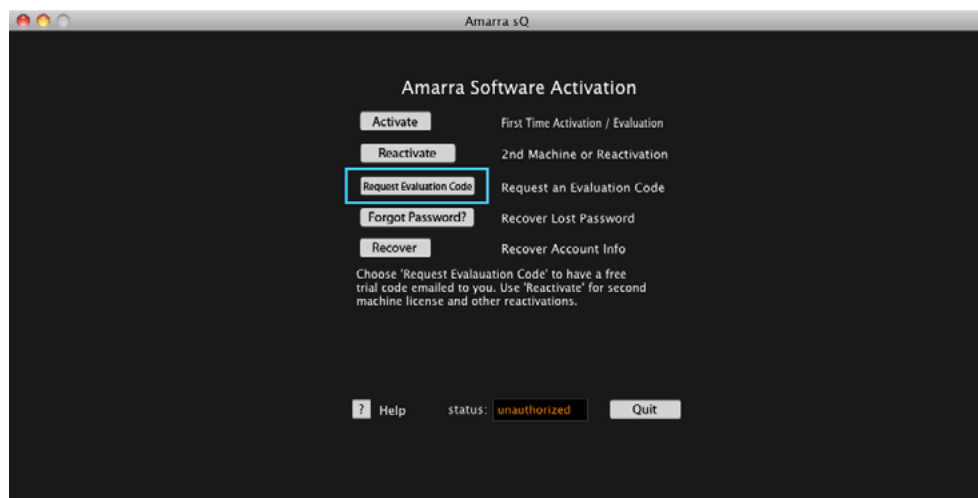 Amarra sQ
Amarra Software Activation
Activate First Time Activation / Evaluation
Reactivate 2nd Machine or Reactivation
Request Evaluation Code Request an Evaluation Code
Forgot Password? Recover Lost Password
Recover Recover Account Info
Choose 'Request Evalauation Code' to have a free
trial code emailed to you. Use 'Reactivate' for second
machine license and other reactivations.
? Help status: unauthorized Quit